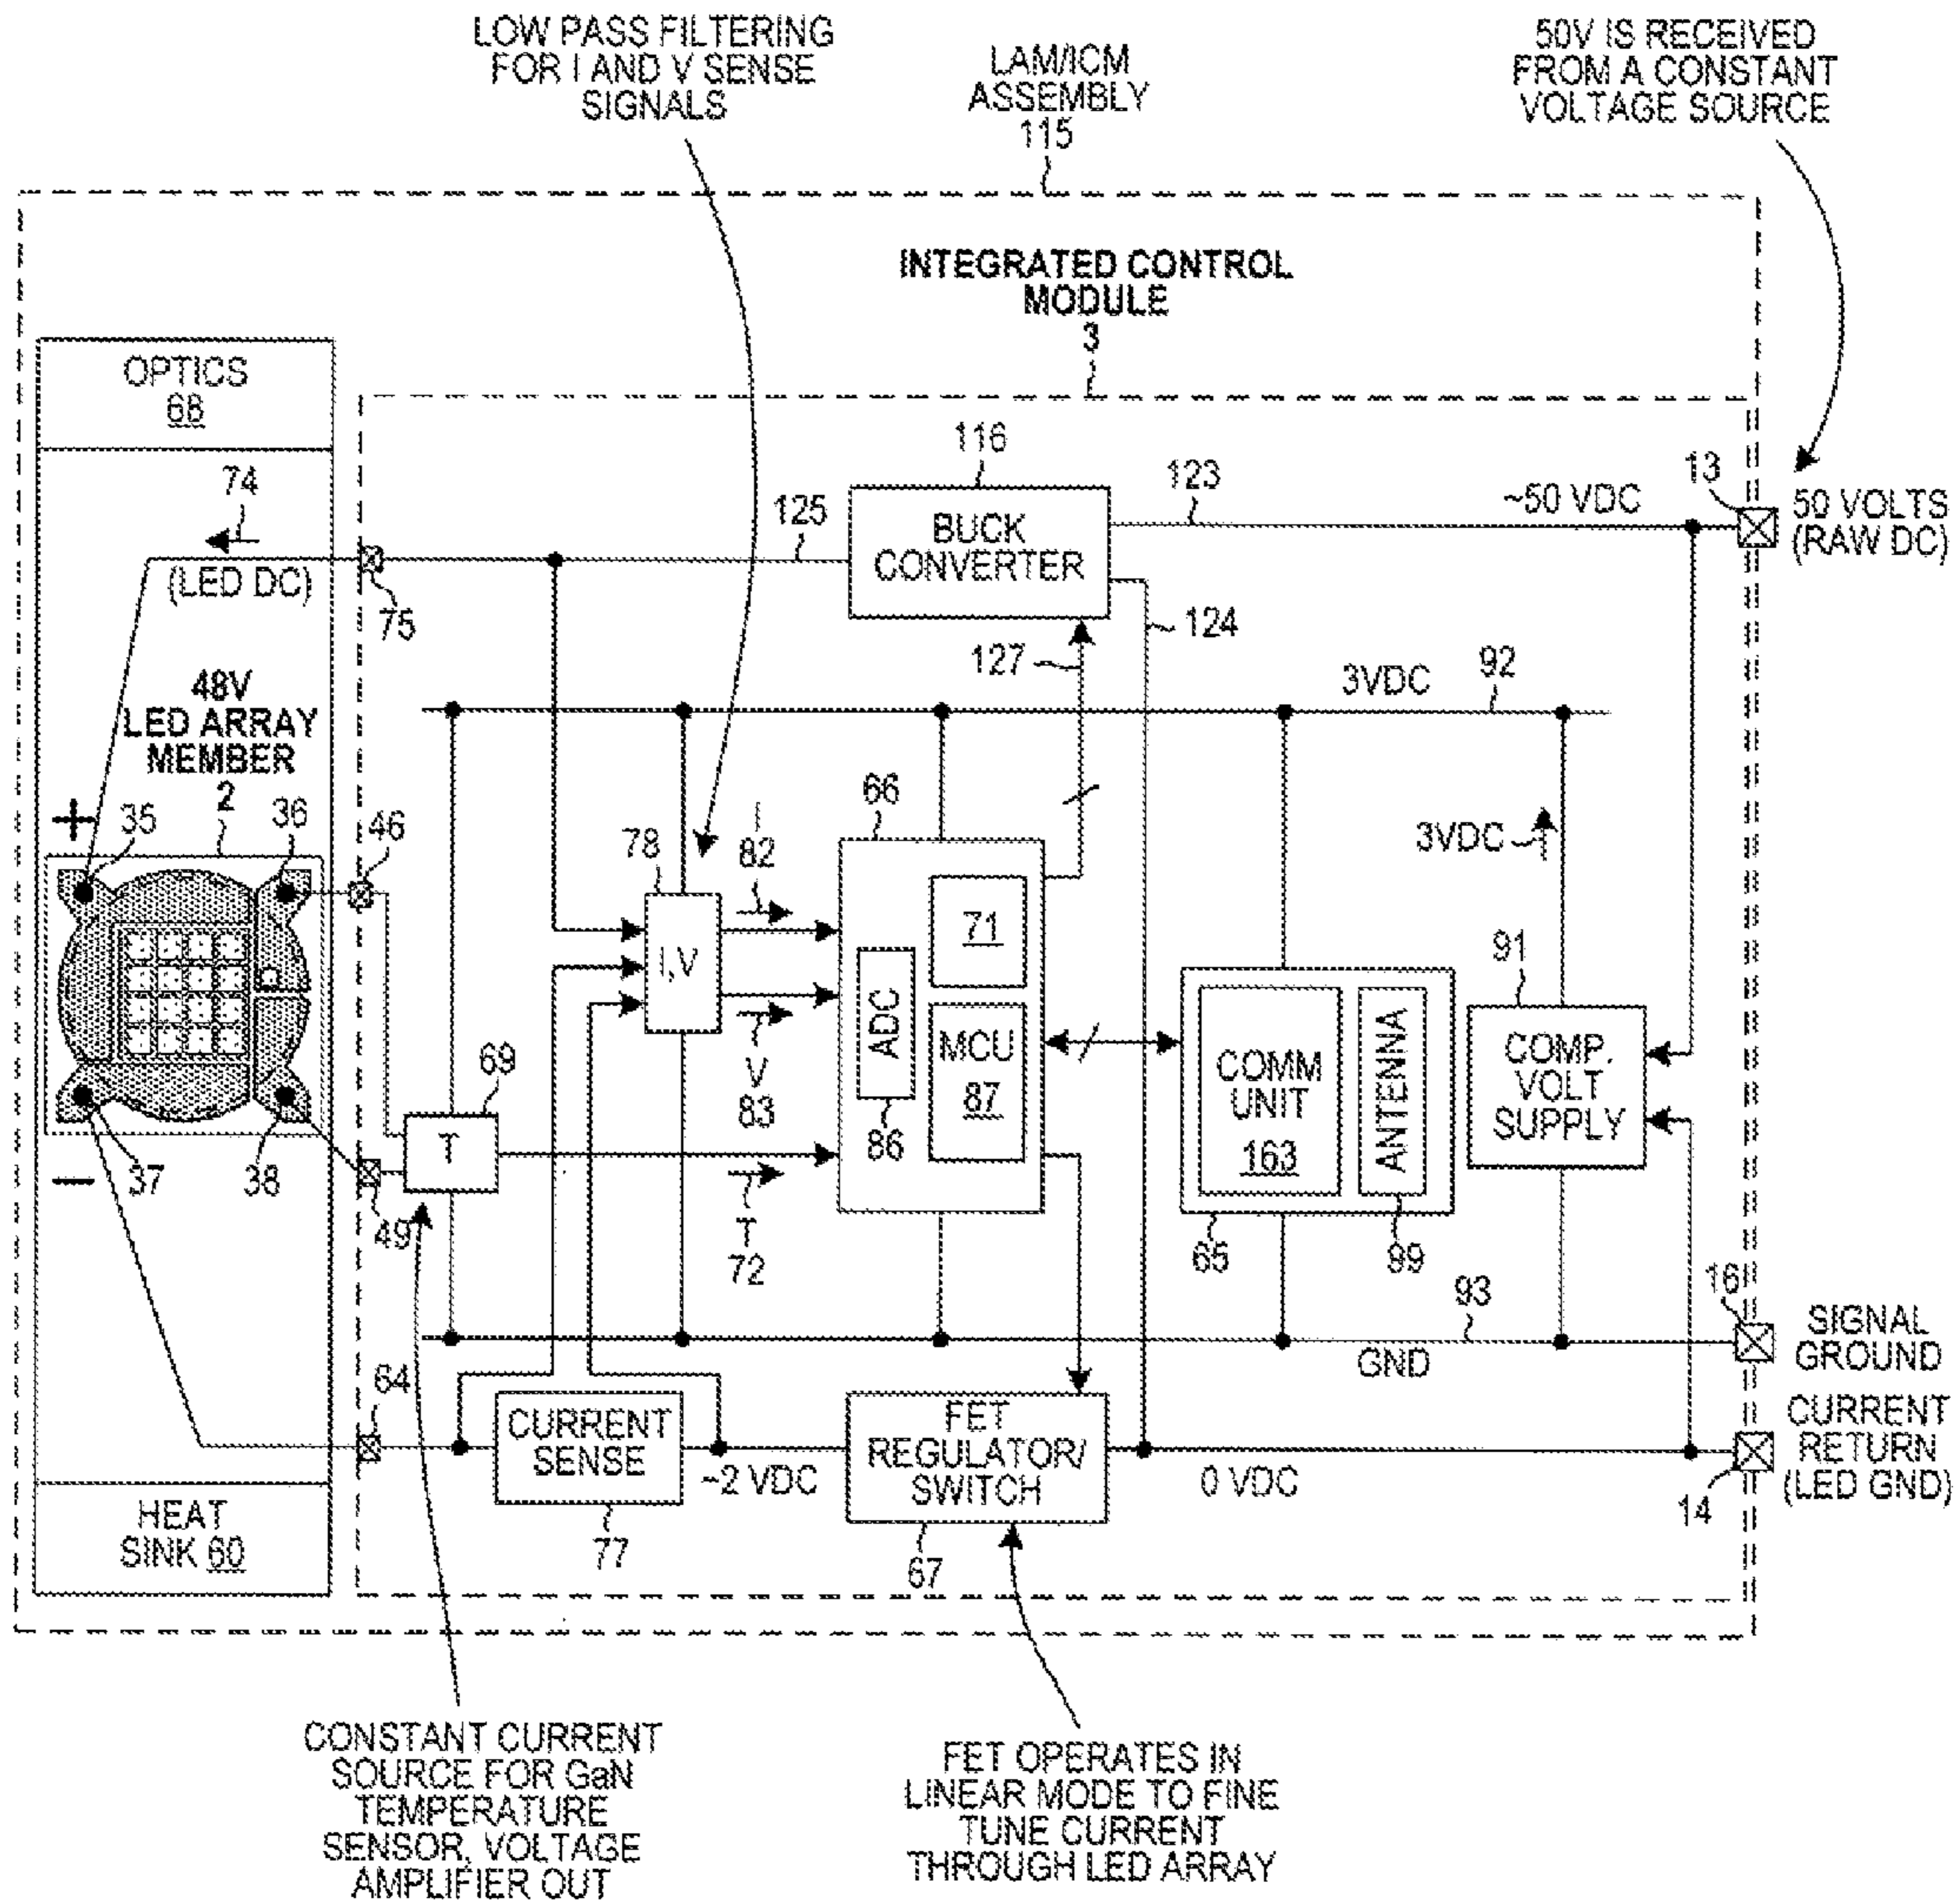 LOW PASS FILTERING
FOR I AND V SENSE
SIGNALS
LAM/ICM
ASSEMBLY
115
50V IS RECEIVED
FROM A CONSTANT
VOLTAGE SOURCE
INTEGRATED CONTROL
MODULE
3
OPTICS
68
74
(LED DC)
75
125
116
BUCK
CONVERTER
123
~50 VDC
13
50 VOLTS
(RAW DC)
124
127
3VDC
92
48V
LED ARRAY
MEMBER
2
+
35
36
46
78
I,V
I
82
V
83
66
71
ADC
86
MCU
87
3VDC
91
COMP.
VOLT
SUPPLY
COMM
UNIT
163
ANTENNA
65
99
69
T
T
72
37
38
−
49
93
GND
16
SIGNAL
GROUND
64
CURRENT
SENSE
77
~2 VDC
FET
REGULATOR/
SWITCH
67
0 VDC
14
CURRENT
RETURN
(LED GND)
HEAT
SINK 60
CONSTANT CURRENT
SOURCE FOR GaN
TEMPERATURE
SENSOR, VOLTAGE
AMPLIFIER OUT
FET OPERATES IN
LINEAR MODE TO FINE
TUNE CURRENT
THROUGH LED ARRAY